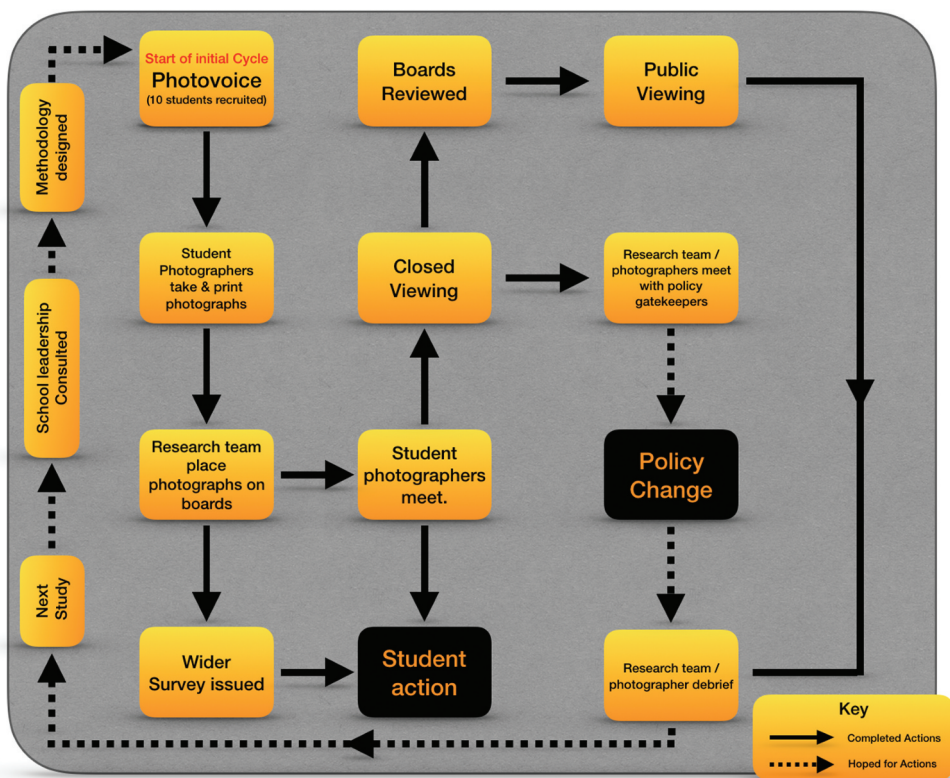 Start of initial Cycle
Photovoice
(10 students recruited)
Boards
Reviewed
Public
Viewing
Methodology
designed
Student
Photographers
take & print
photographs
Closed
Viewing
Research team /
photographers meet
with policy
gatekeepers
School leadership
Consulted
Research team
place
photographs on
boards
Student
photographers
meet.
Policy
Change
Next
Study
Wider
Survey issued
Student
action
Research team /
photographer debrief
Key
Completed Actions
Hoped for Actions